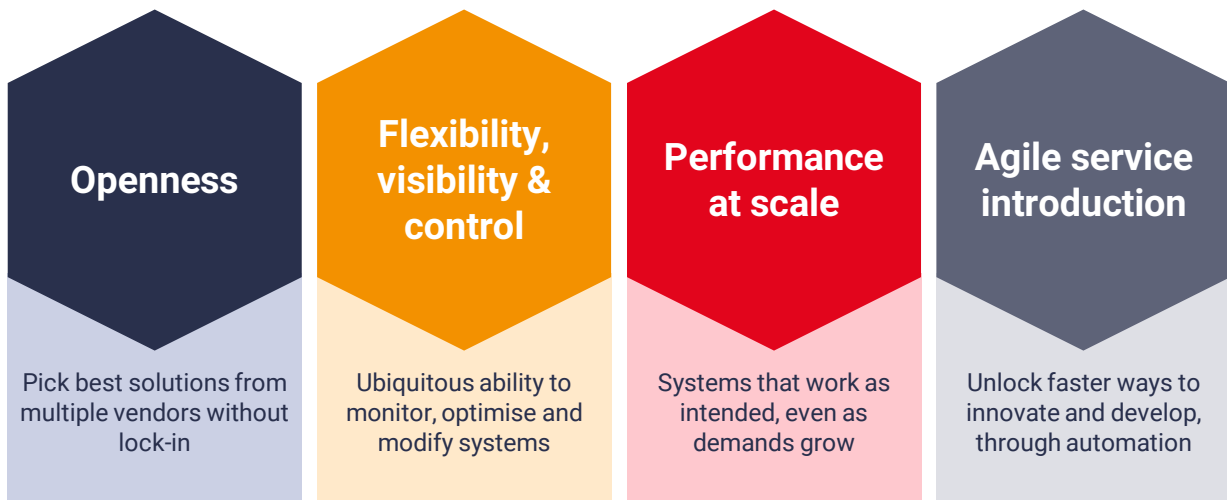 Openness
Pick best solutions from
multiple vendors without
lock-in
Flexibility,
visibility &
control
Ubiquitous ability to
monitor, optimise and
modify systems
Performance
at scale
Systems that work as
intended, even as
demands grow
Agile service
introduction
Unlock faster ways to
innovate and develop,
through automation